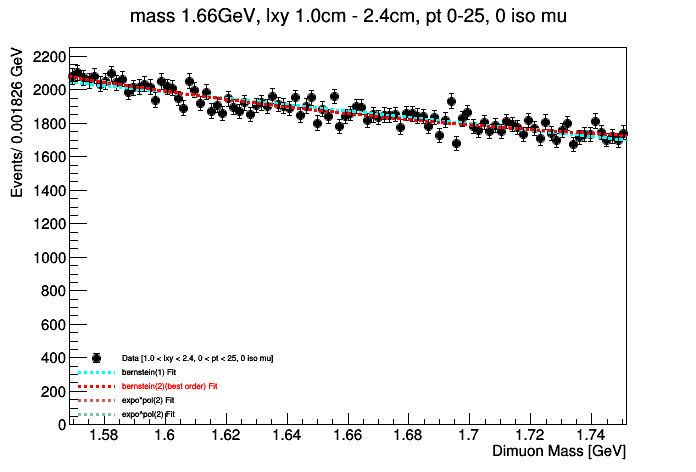 mass 1.66GeV, lxy 1.0cm - 2.4cm, pt 0-25, 0 iso mu
Events/ 0.001826 GeV
2200
2000
1800
1600
1400
1200
1000
800
600
400
200
0
Data [1.0 < lxy < 2.4, 0 < pt < 25, 0 iso mu]
bernstein(1) Fit
bernstein(2)(best order) Fit
expo*pol(2) Fit
expo^pol(2) Fit
1.58 1.6 1.62 1.64 1.66 1.68 1.7 1.72 1.74
Dimuon Mass [GeV]